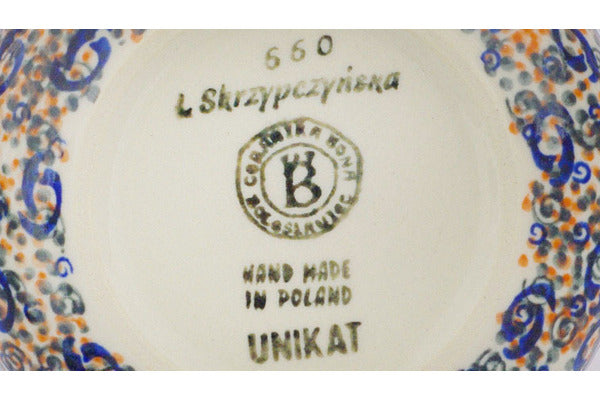 660
L Skrzypczyńska
CERAMIKA BONA
B
BOLESŁAWIEC
HAND MADE
IN POLAND
UNIKAT